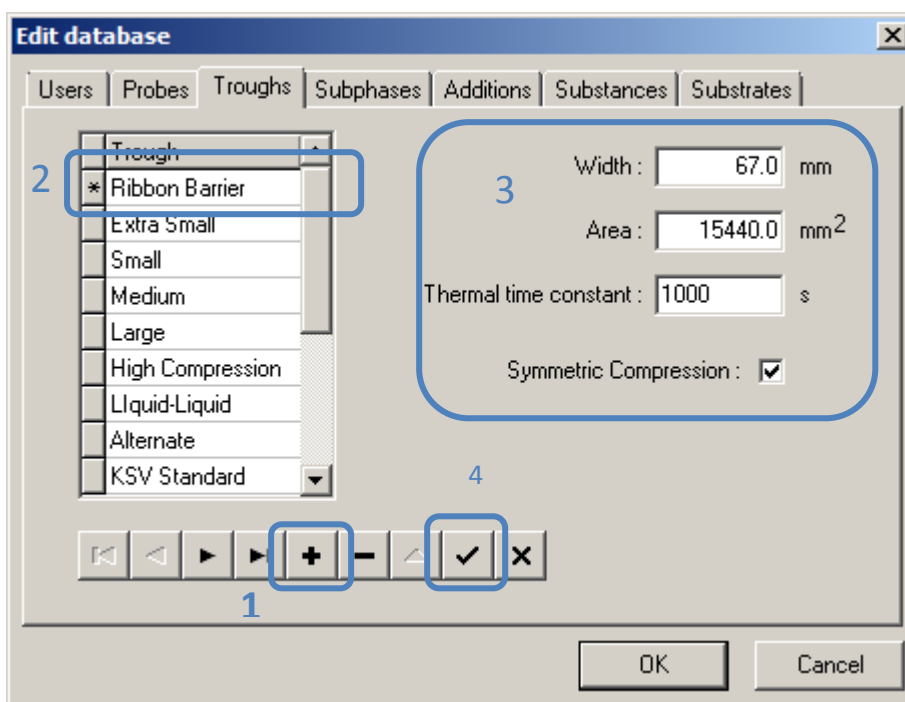 Edit database
Users Probes Troughs Subphases Additions Substances Substrates
2
Trough
* Ribbon Barrier
Extra Small
Small
Medium
Large
High Compression
LIquid-Liquid
Alternate
KSV Standard
3
Width : 67.0 mm
Area : 15440.0 mm2
Thermal time constant : 1000 s
Symmetric Compression :
4
1
OK Cancel